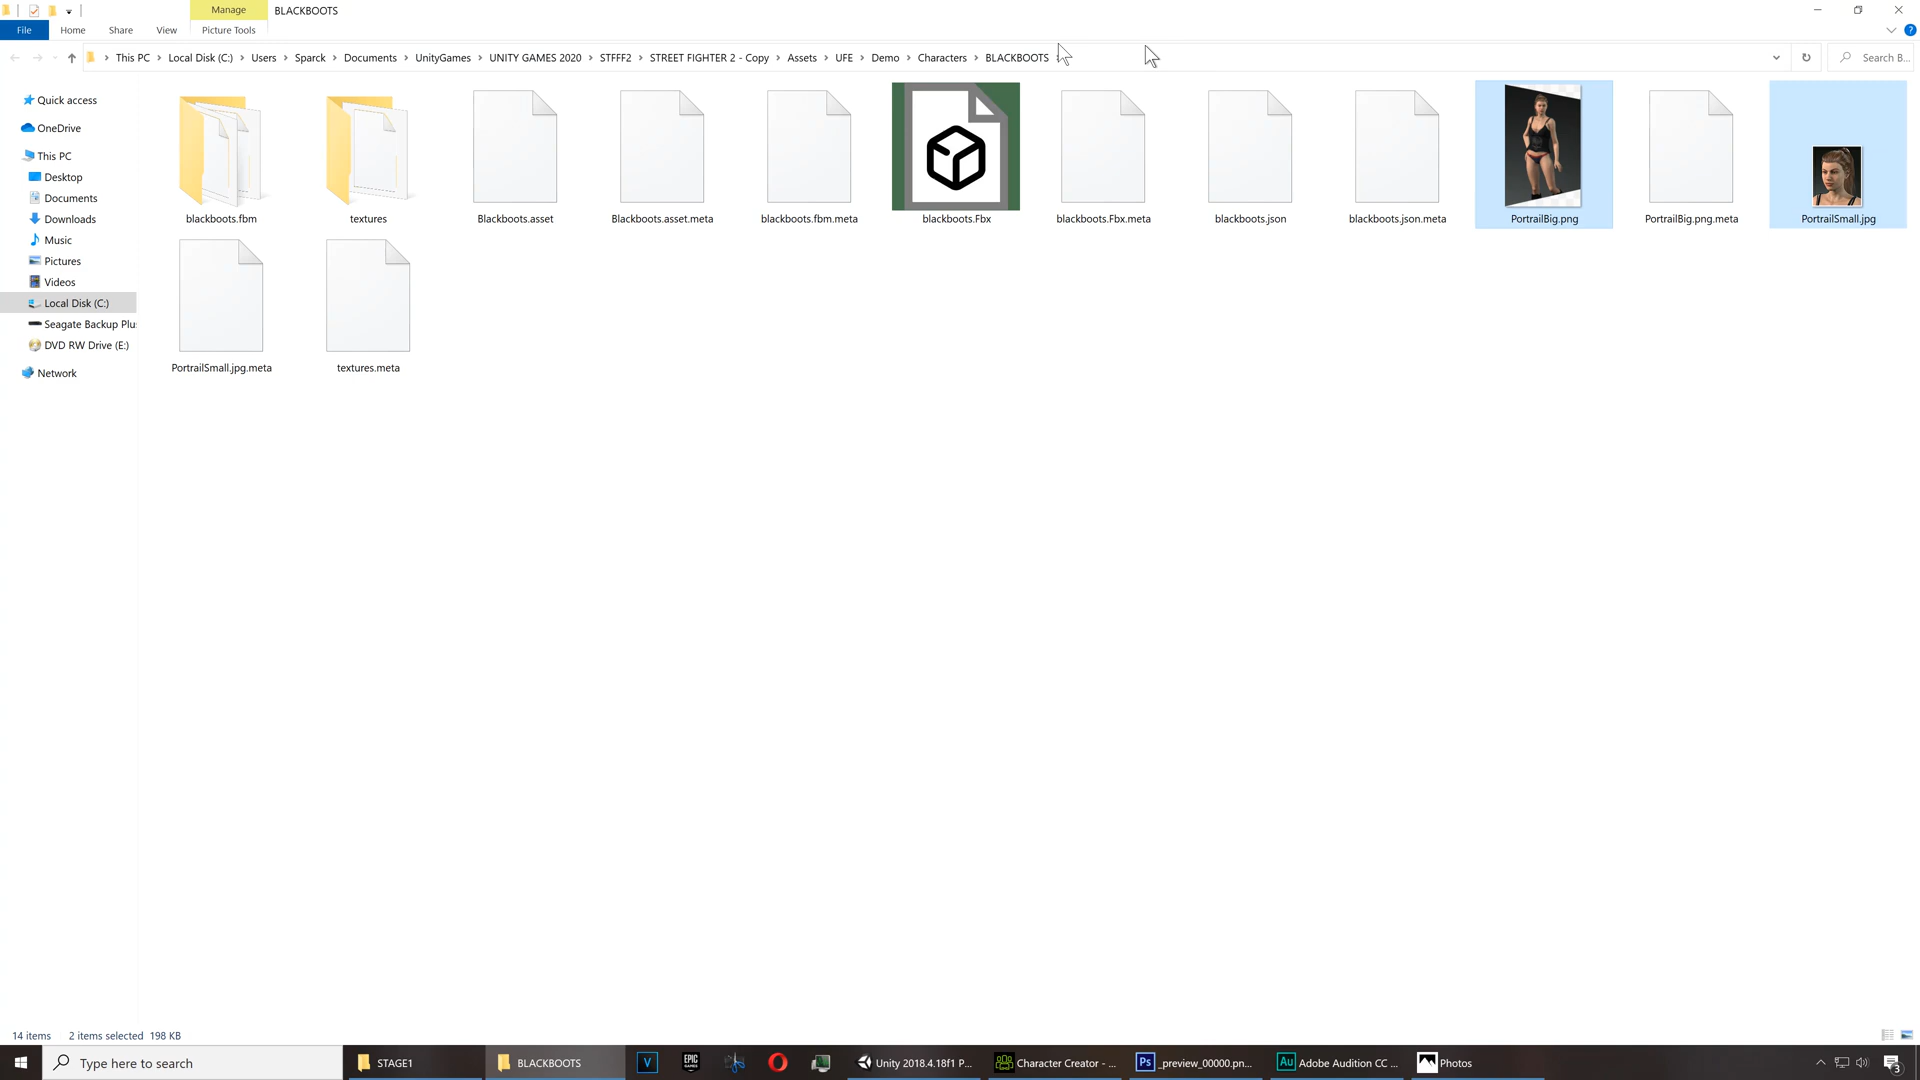 Manage
BLACKBOOTS
File
Home
Share
View
Picture Tools
This PC
Local Disk (C:)
Users
Sparck
Documents
UnityGames
UNITY GAMES 2020
STFFF2
STREET FIGHTER 2 - Copy
Assets
UFE
Demo
Characters
BLACKBOOTS
Search B...
Quick access
OneDrive
This PC
Desktop
Documents
Downloads
Music
Pictures
Videos
Local Disk (C:)
Seagate Backup Plu
DVD RW Drive (E:)
Network
blackboots.fbm
textures
Blackboots.asset
Blackboots.asset.meta
blackboots.fbm.meta
blackboots.Fbx
blackboots.Fbx.meta
blackboots.json
blackboots.json.meta
PortrailBig.png
PortrailBig.png.meta
PortrailSmall.jpg
PortrailSmall.jpg.meta
textures.meta
14 items
2 items selected 198 KB
Type here to search
STAGE1
BLACKBOOTS
V
EPIC
GAMES
Unity 2018.4.18f1 P...
Character Creator - ...
Ps
_preview_00000.pn...
Au
Adobe Audition CC ...
Photos
3